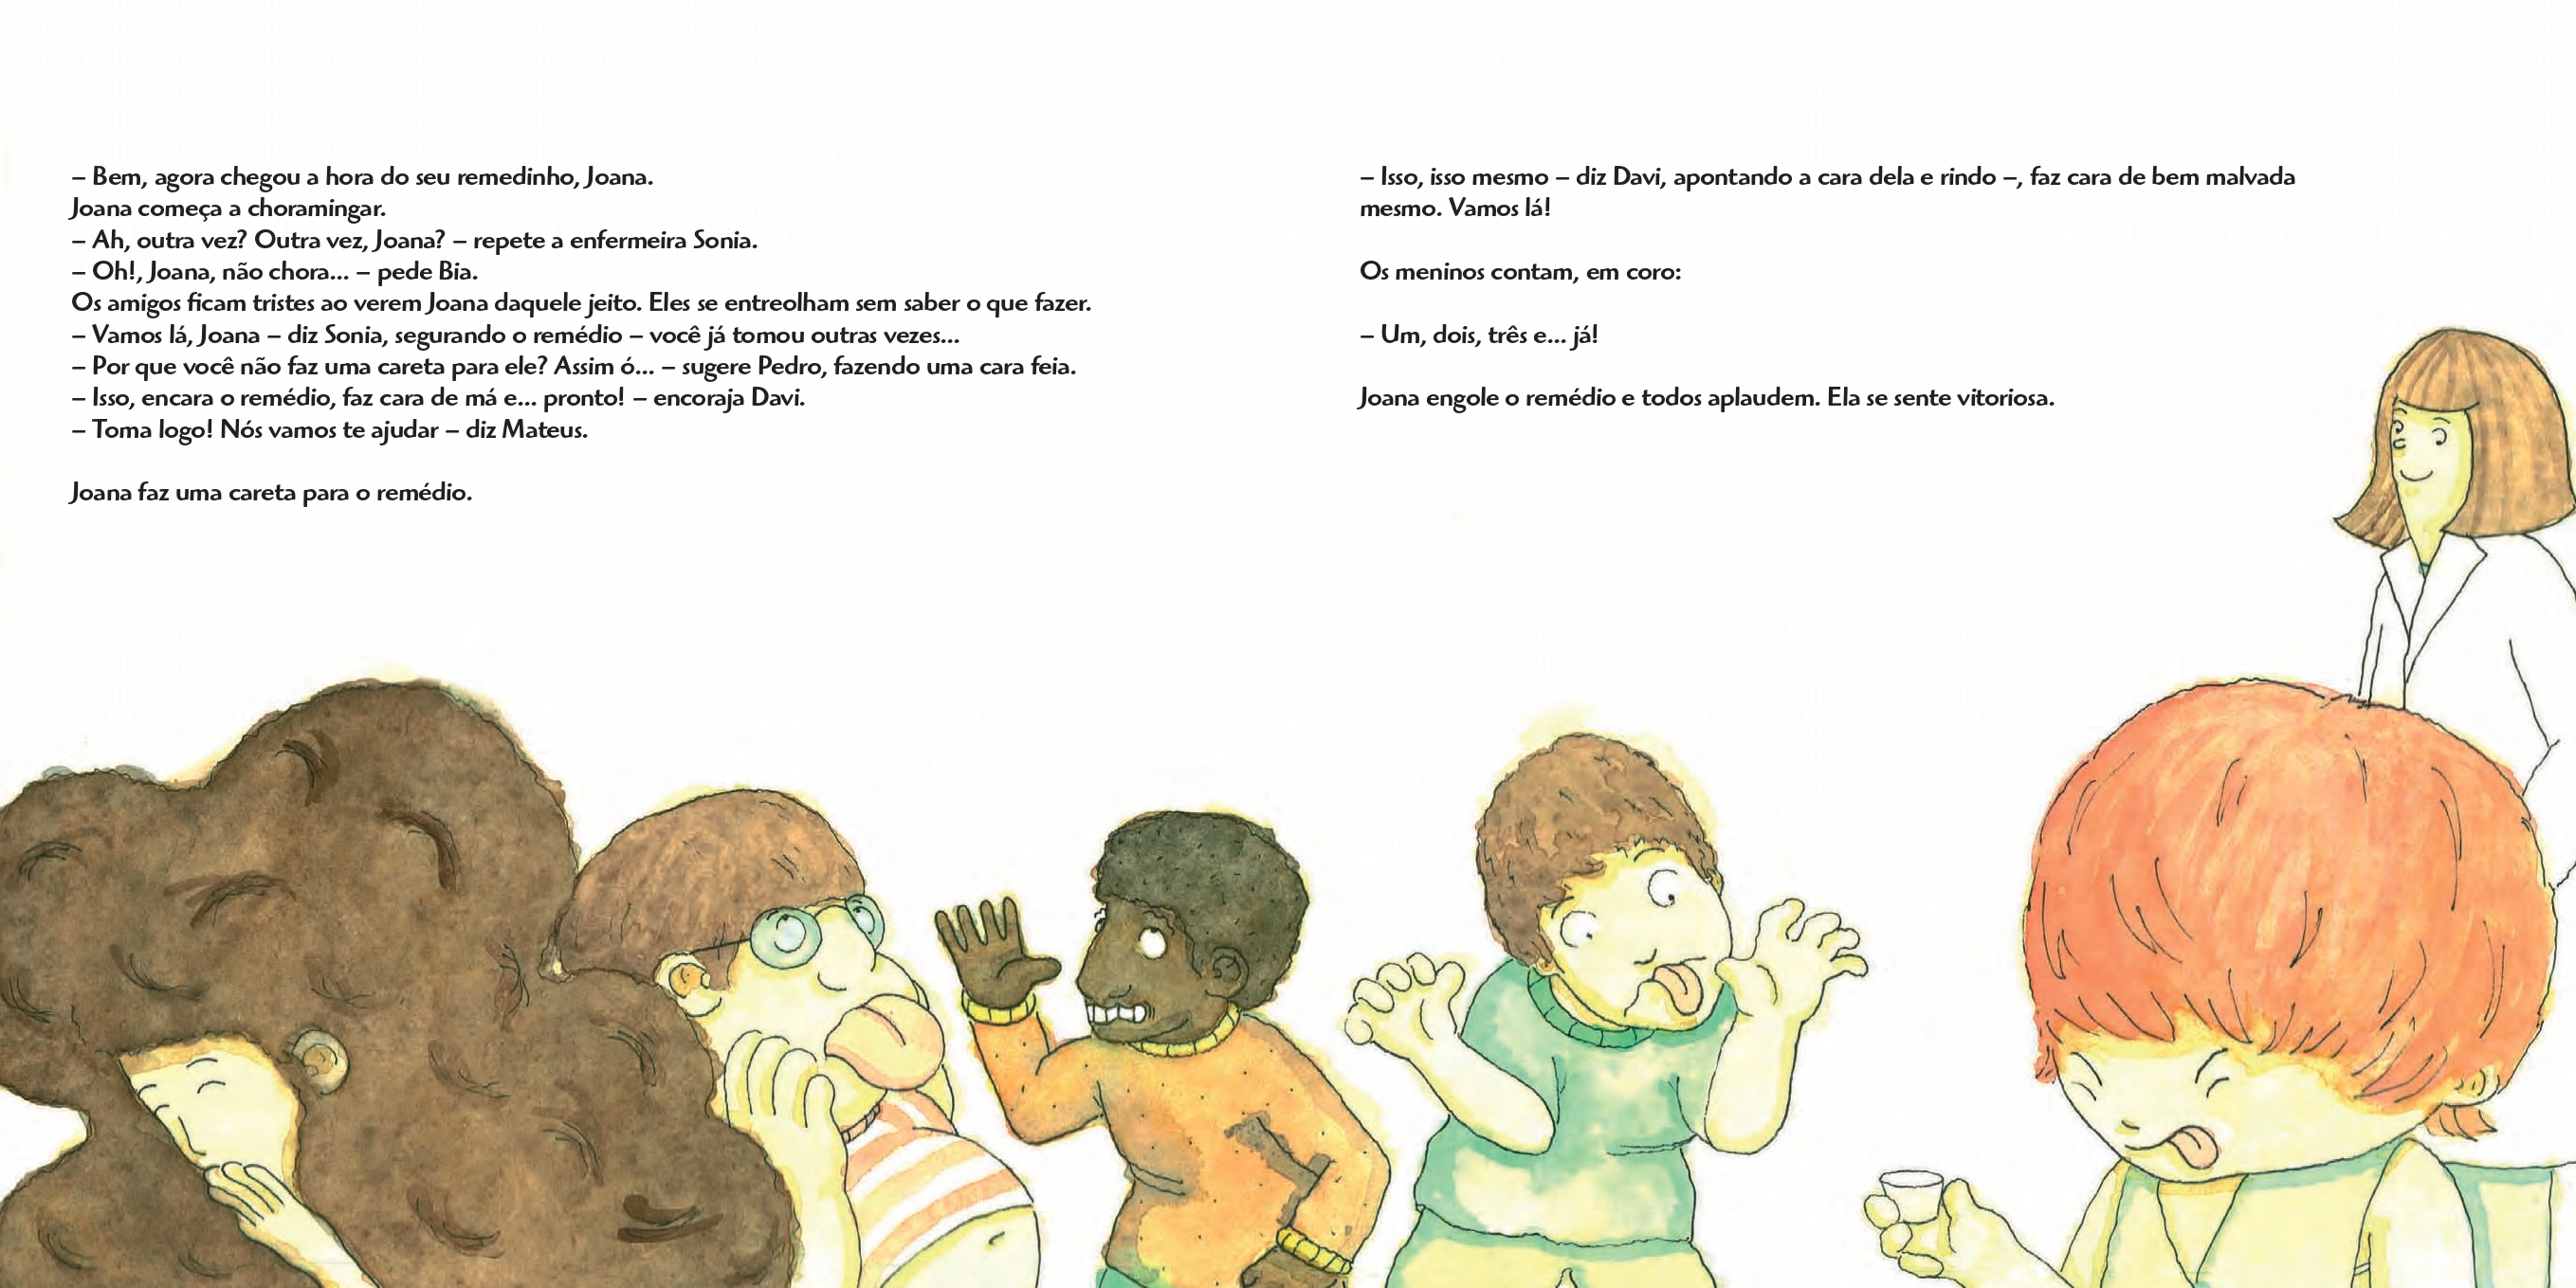 – Bem, agora chegou a hora do seu remedinho, Joana.
Joana começa a choramingar.
– Ah, outra vez? Outra vez, Joana? – repete a enfermeira Sonia.
– Oh!, Joana, não chora... – pede Bia.
Os amigos ficam tristes ao verem Joana daquele jeito. Eles se entreolham sem saber o que fazer.
– Vamos lá, Joana – diz Sonia, segurando o remédio – você já tomou outras vezes...
– Por que você não faz uma careta para ele? Assim ó... – sugere Pedro, fazendo uma cara feia.
– Isso, encara o remédio, faz cara de má e... pronto! – encoraja Davi.
– Toma logo! Nós vamos te ajudar – diz Mateus.
Joana faz uma careta para o remédio.
– Isso, isso mesmo – diz Davi, apontando a cara dela e rindo –, faz cara de bem malvada
mesmo. Vamos lá!
Os meninos contam, em coro:
– Um, dois, três e... já!
Joana engole o remédio e todos aplaudem. Ela se sente vitoriosa.